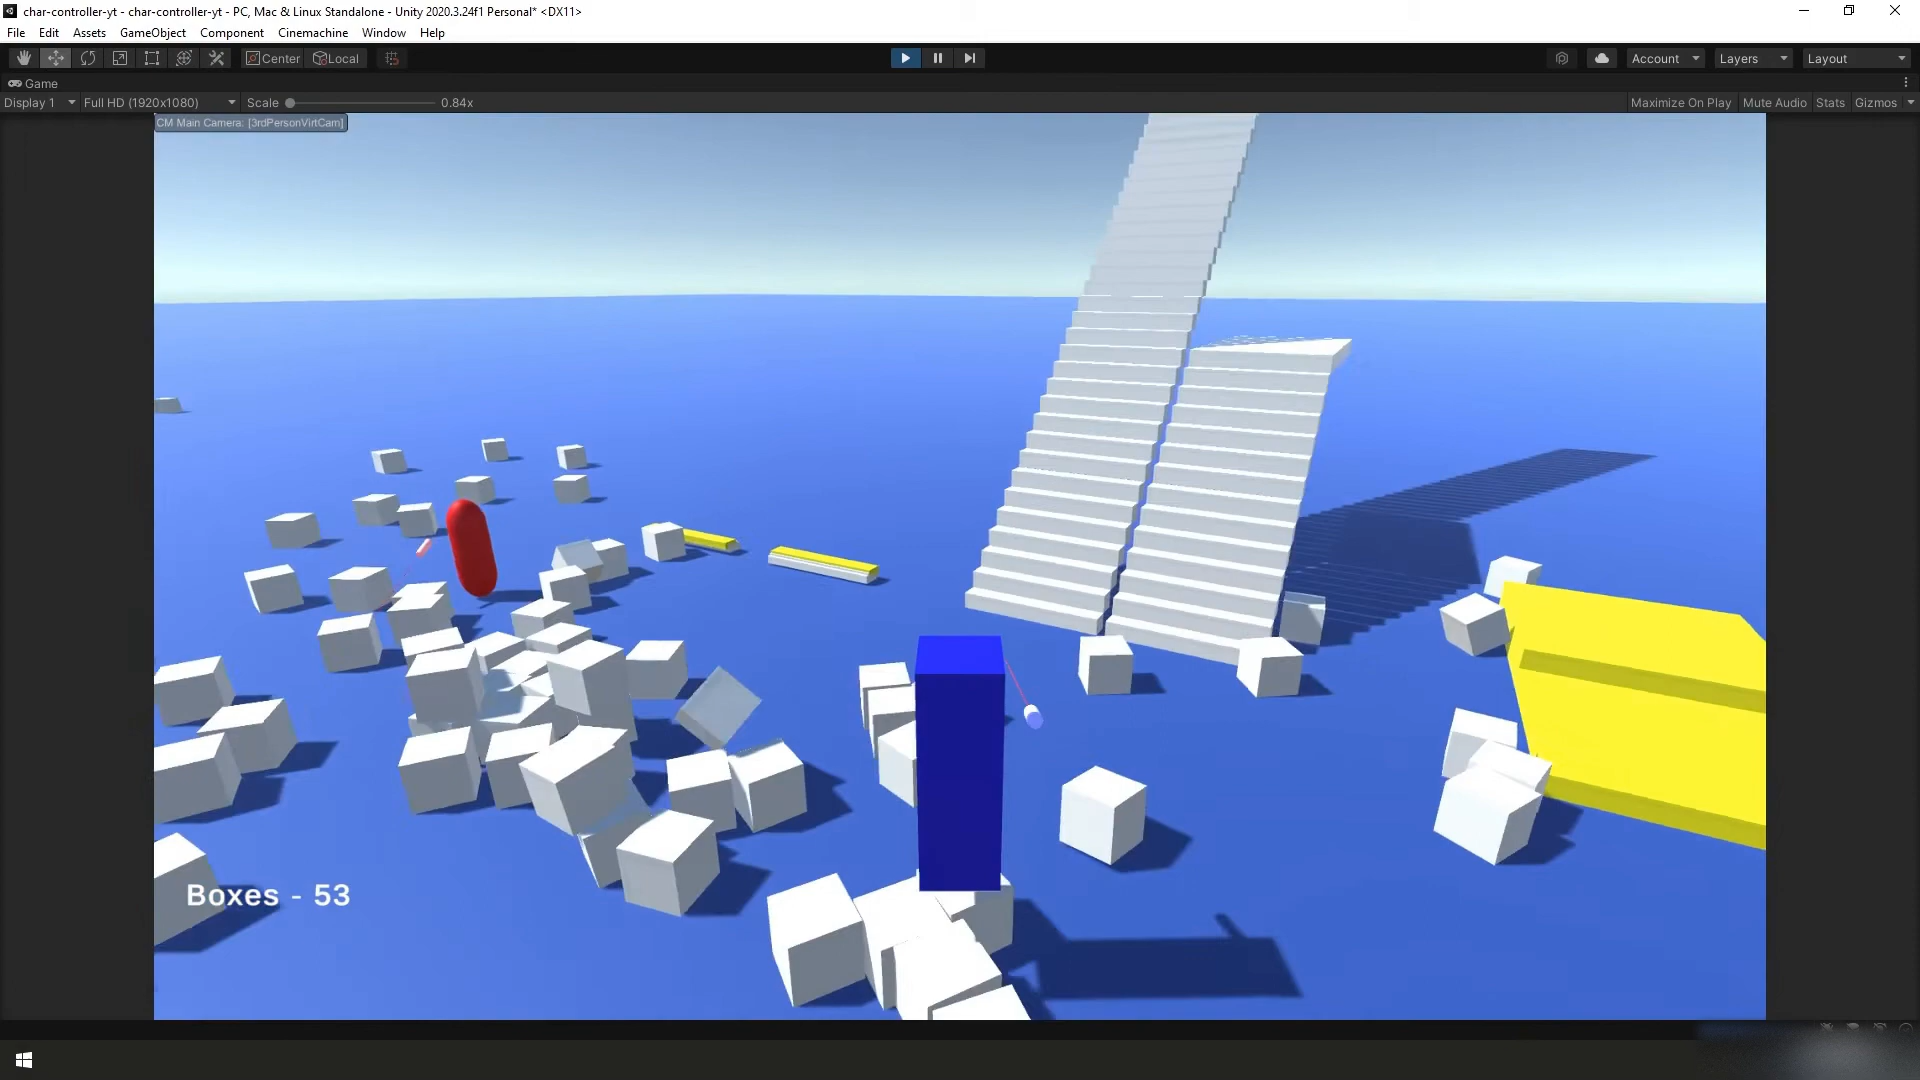 char-controller-yt - char-controller-yt - PC, Mac & Linux Standalone - Unity 2020.3.24f1 Personal* <DX11>
File Edit Assets GameObject Component Cinemachine Window Help
Center Local Account Layers Layout
Game
Display 1 Full HD (1920x1080) Scale 0.84x Maximize On Play Mute Audio Stats Gizmos
CM Main Camera: [3rdPersonVirtCam]
Boxes - 53